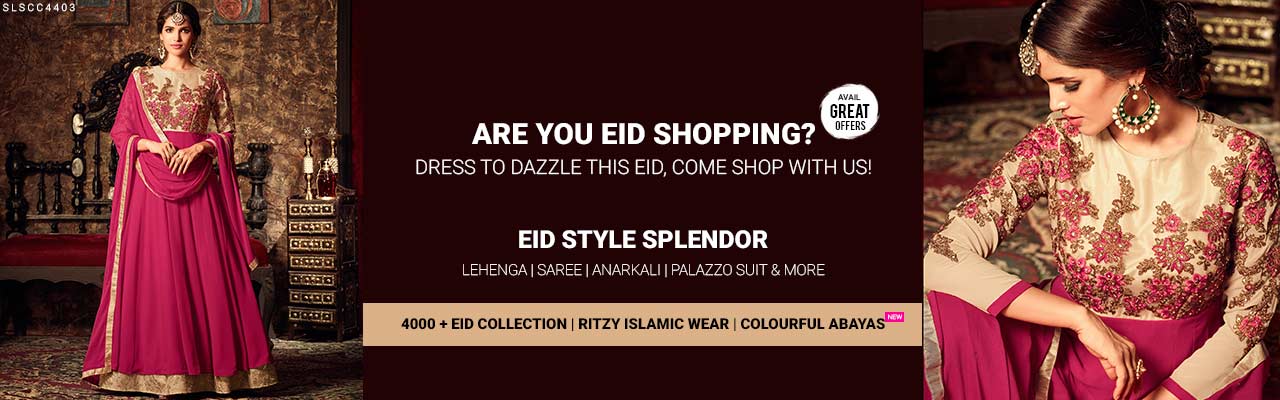 SLSCC4403
AVAIL
GREAT
OFFERS
ARE YOU EID SHOPPING?
DRESS TO DAZZLE THIS EID, COME SHOP WITH US!
EID STYLE SPLENDOR
LEHENGA | SAREE | ANARKALI | PALAZZO SUIT & MORE
4000 + EID COLLECTION | RITZY ISLAMIC WEAR | COLOURFUL ABAYAS NEW